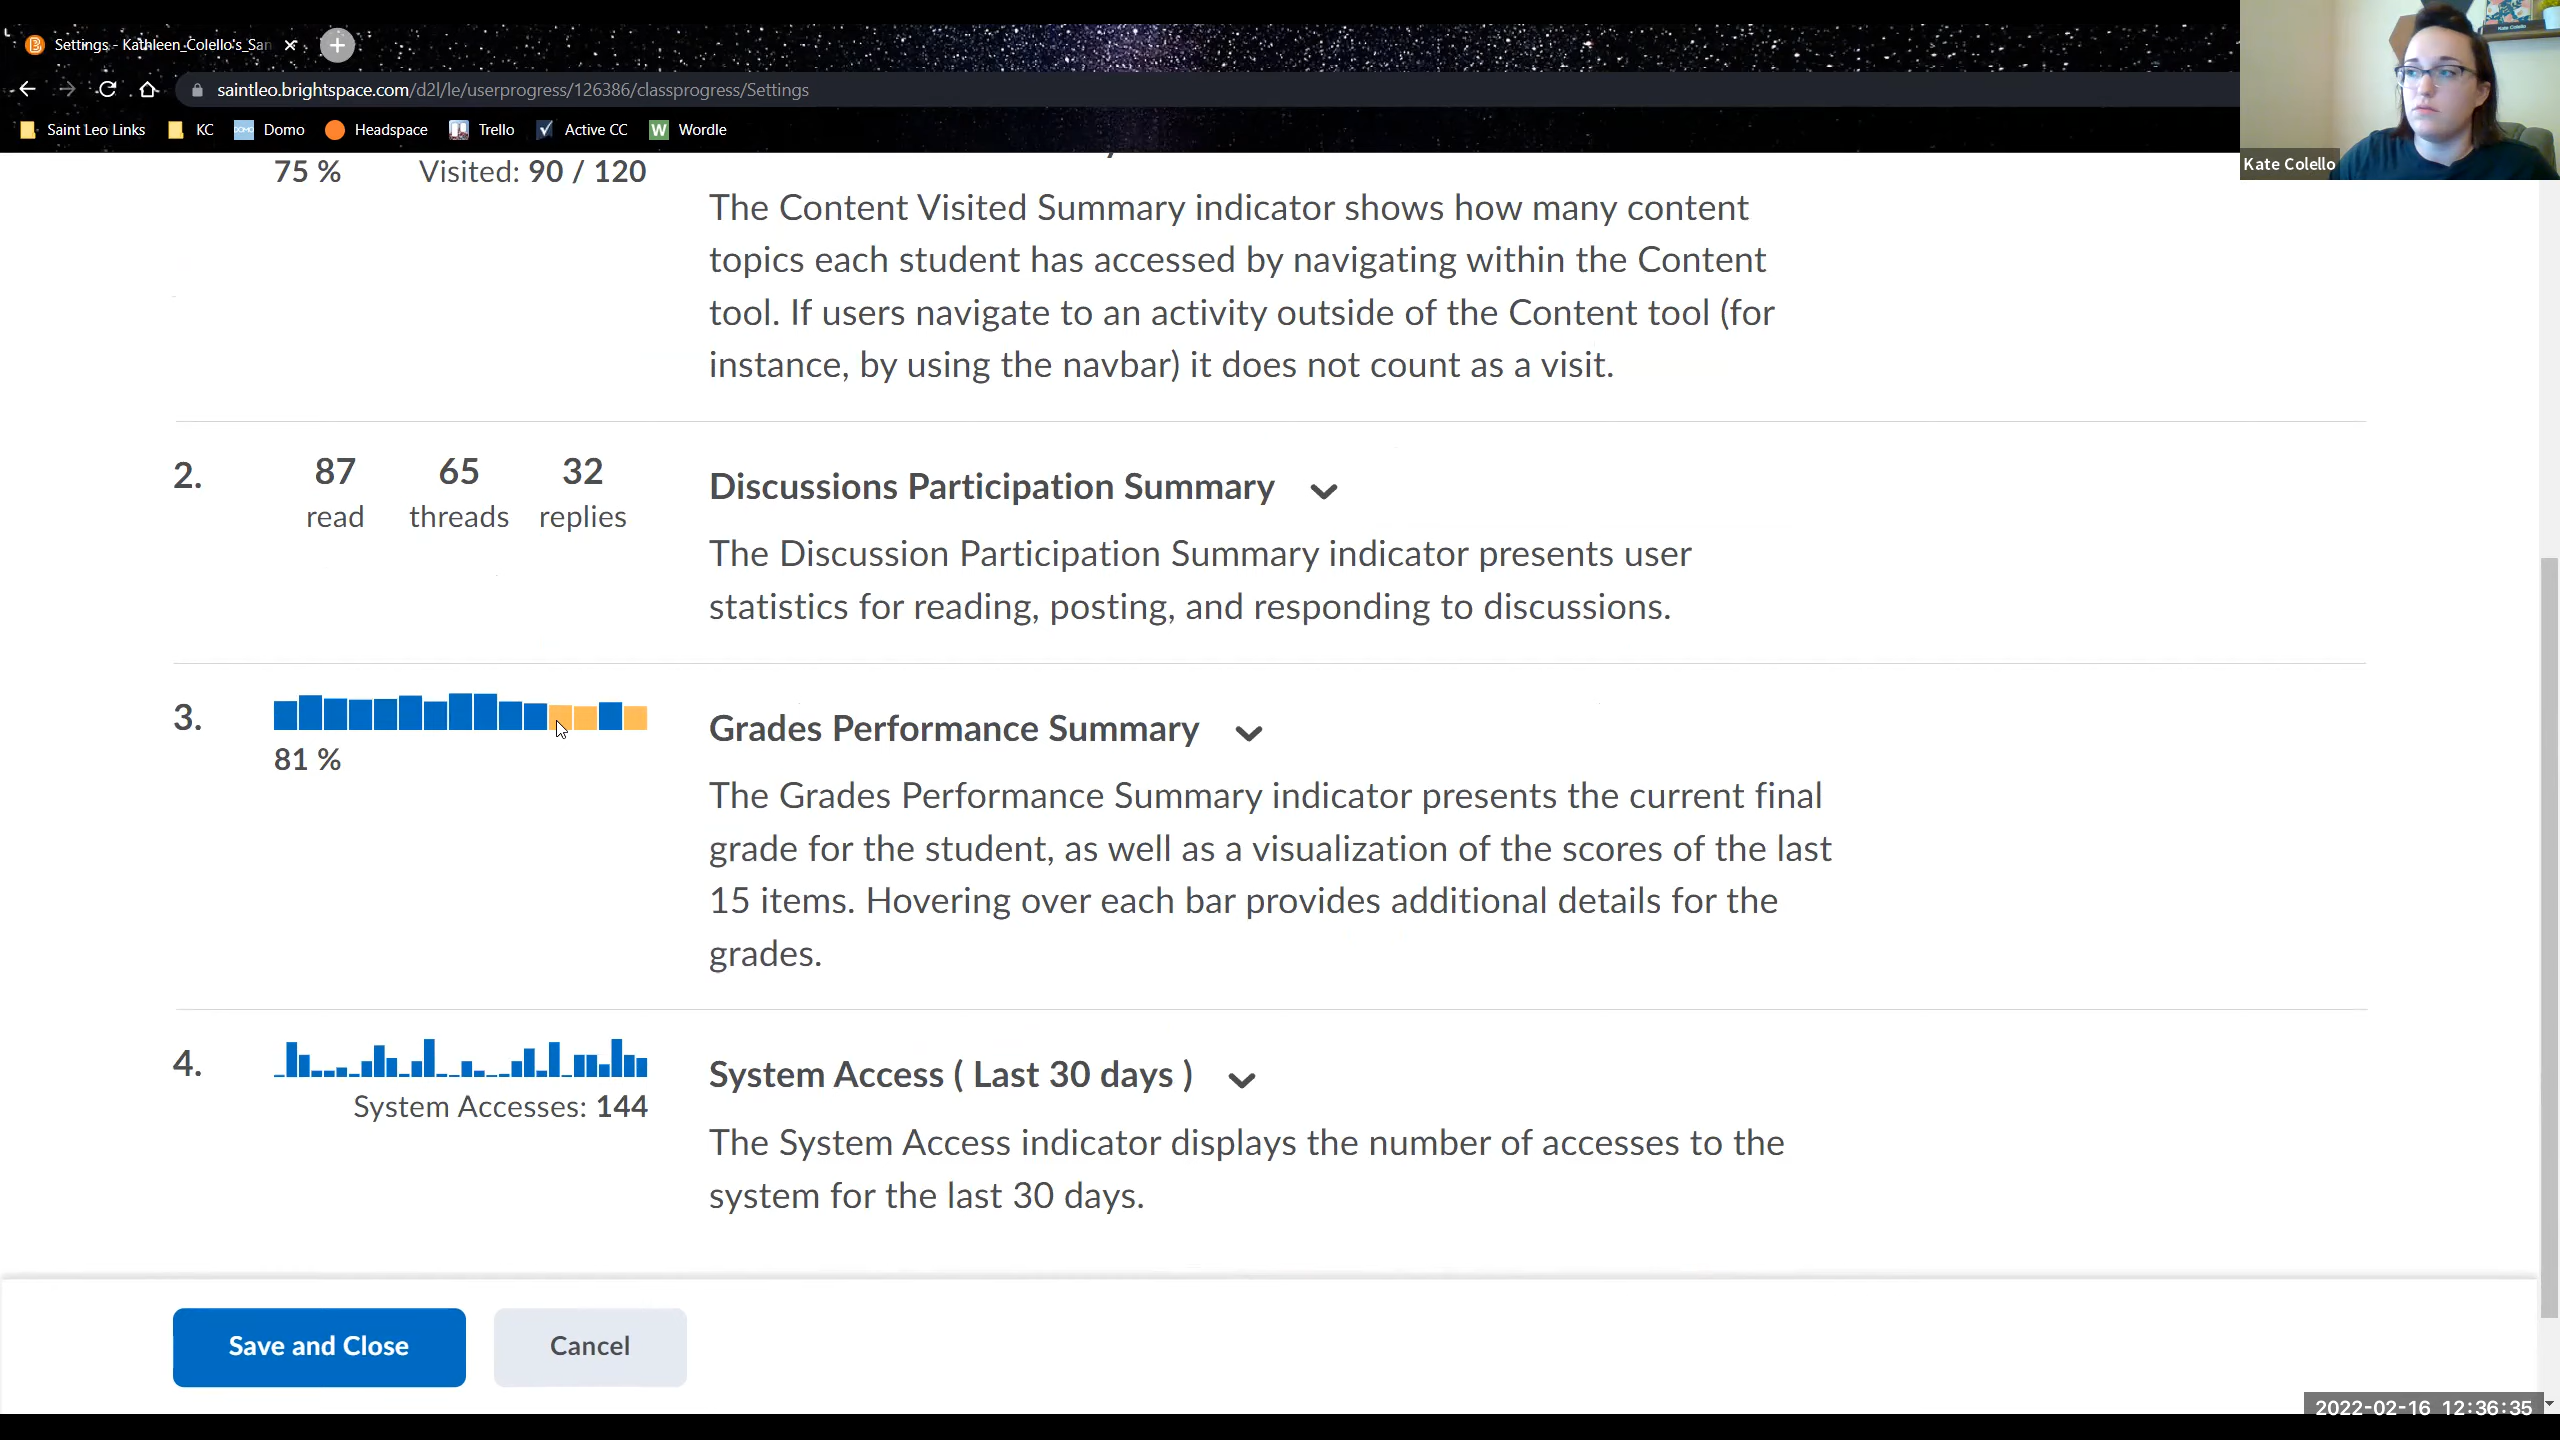 Settings - Kathleen_Colello's_San
saintleo.brightspace.com/d2l/le/userprogress/126386/classprogress/Settings
Saint Leo Links
KC
Domo
Headspace
Trello
Active CC
W Wordle
Kate Colello
75 %
Visited: 90 / 120
The Content Visited Summary indicator shows how many content
topics each student has accessed by navigating within the Content
tool. If users navigate to an activity outside of the Content tool (for
instance, by using the navbar) it does not count as a visit.
2.
87 65 32
read threads replies
Discussions Participation Summary
The Discussion Participation Summary indicator presents user
statistics for reading, posting, and responding to discussions.
3.
81 %
Grades Performance Summary
The Grades Performance Summary indicator presents the current final
grade for the student, as well as a visualization of the scores of the last
15 items. Hovering over each bar provides additional details for the
grades.
4.
System Accesses: 144
System Access ( Last 30 days )
The System Access indicator displays the number of accesses to the
system for the last 30 days.
Save and Close
Cancel
2022-02-16 12:36:35